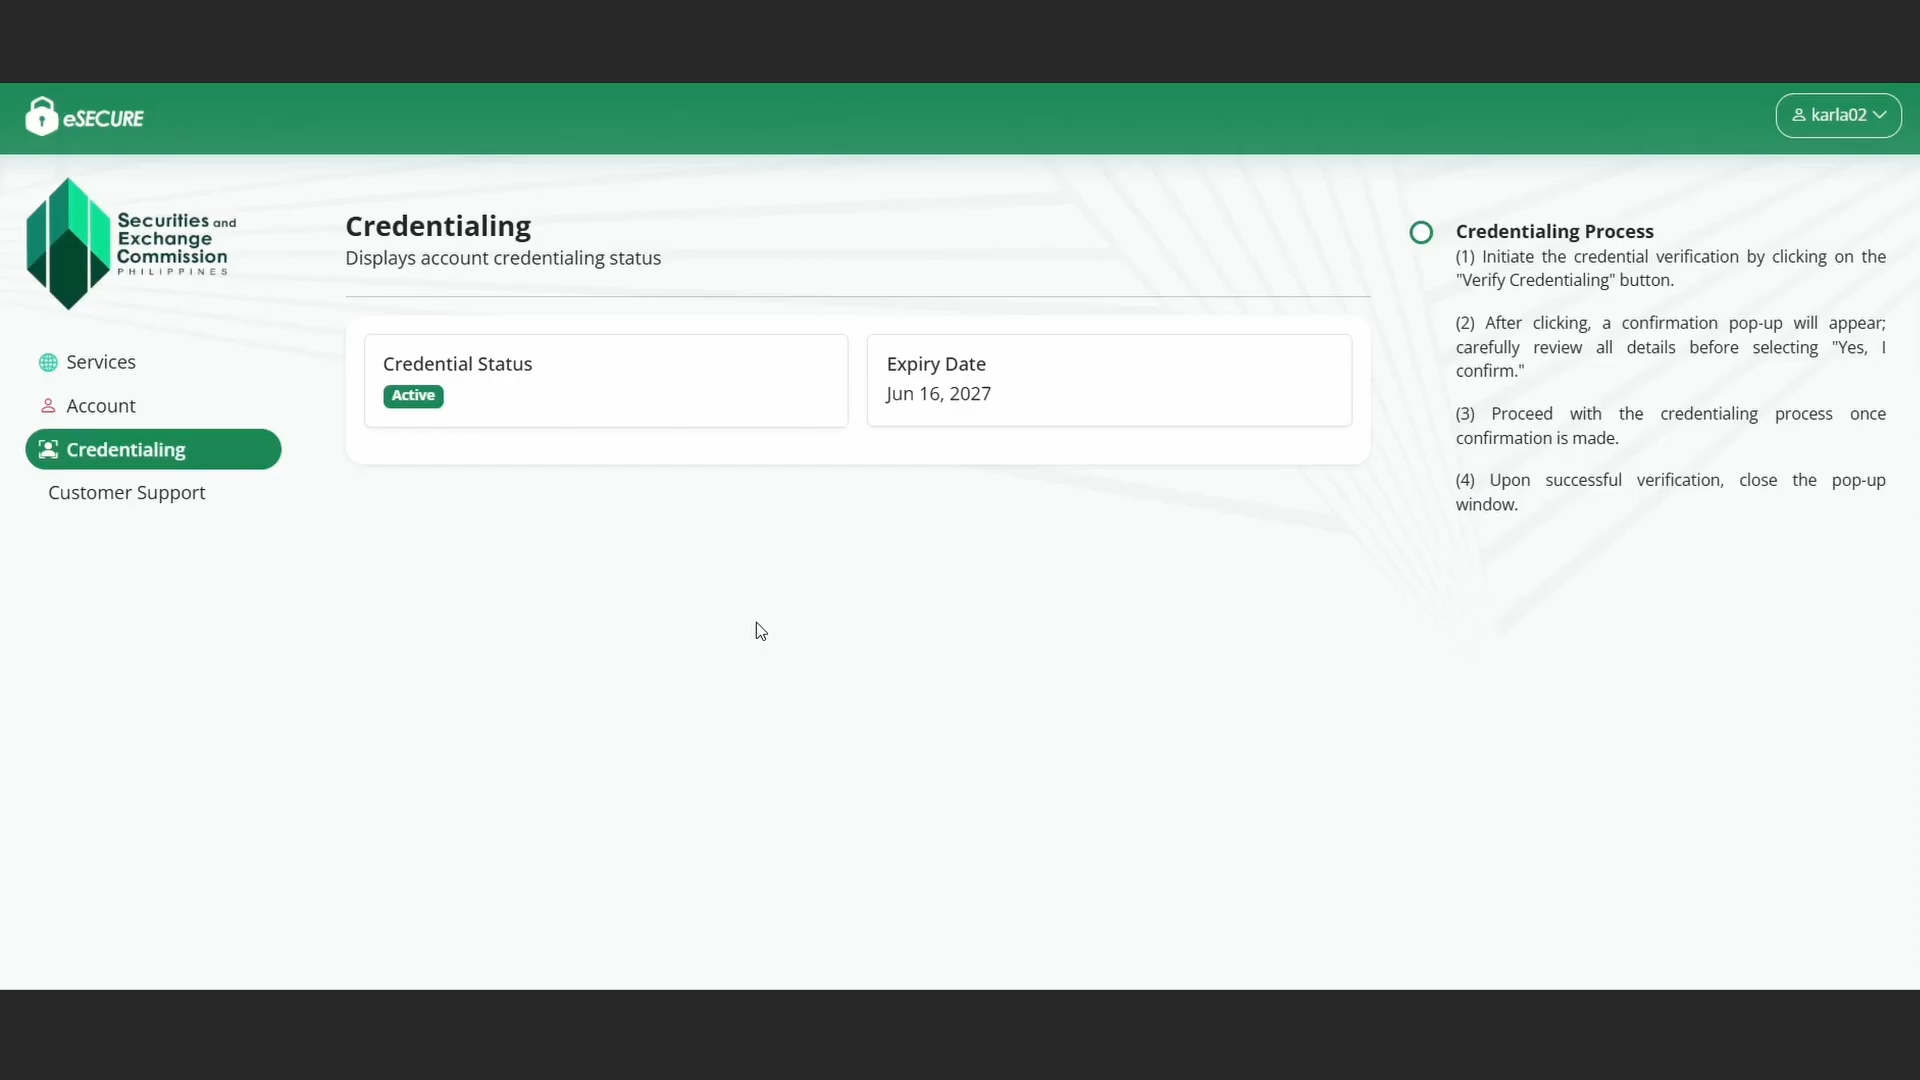 eSECURE
karla02
Securities and
Exchange
Commission
PHILIPPINES
Services
Account
Credentialing
Customer Support
Credentialing
Displays account credentialing status
Credential Status
Active
Expiry Date
Jun 16, 2027
Credentialing Process
(1) Initiate the credential verification by clicking on the
"Verify Credentialing" button.
(2) After clicking, a confirmation pop-up will appear;
carefully review all details before selecting "Yes, I
confirm."
(3) Proceed with the credentialing process once
confirmation is made.
(4) Upon successful verification, close the pop-up
window.